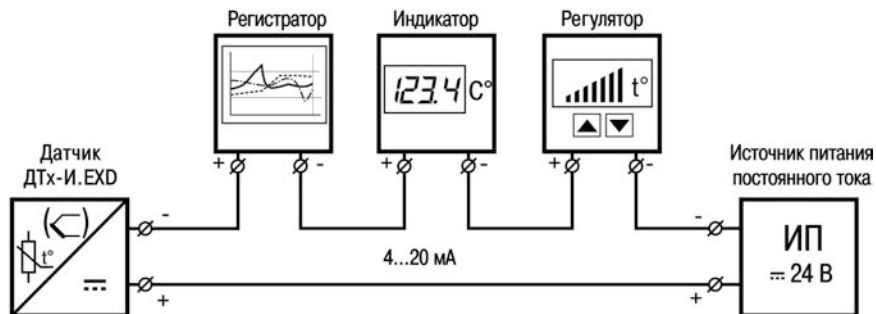 Регистратор
Индикатор
Регулятор
123.4 C°
t°
+ - + - + -
Датчик
ДТх-И.EXD
Источник питания
постоянного тока
t°
- -
ИП
4...20 мА
24 В
+ +